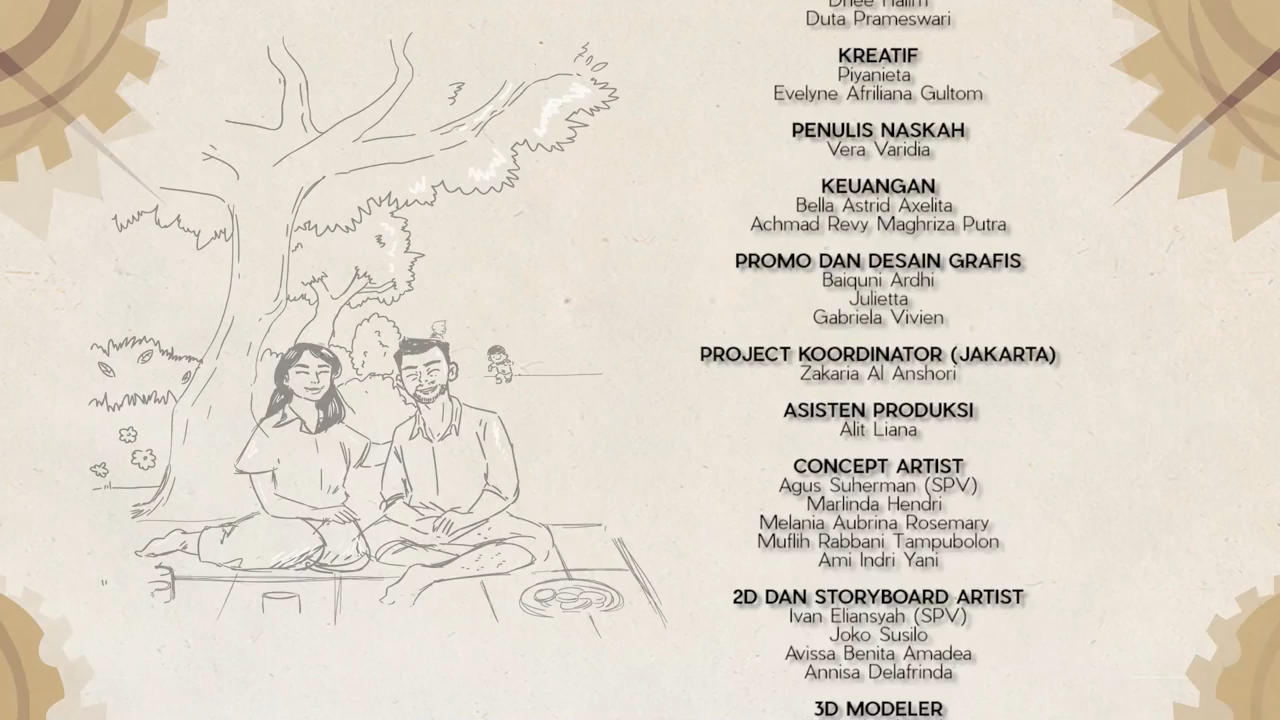 Dhee Halim
Duta Prameswari
KREATIF
Piyanieta
Evelyne Afriliana Gultom
PENULIS NASKAH
Vera Varidia
KEUANGAN
Bella Astrid Axelita
Achmad Revy Maghriza Putra
PROMO DAN DESAIN GRAFIS
Baiquni Ardhi
Julietta
Gabriela Vivien
PROJECT KOORDINATOR (JAKARTA)
Zakaria Al Anshori
ASISTEN PRODUKSI
Alit Liana
CONCEPT ARTIST
Agus Suherman (SPV)
Marlinda Hendri
Melania Aubrina Rosemary
Muflih Rabbani Tampubolon
Ami Indri Yani
2D DAN STORYBOARD ARTIST
Ivan Eliansyah (SPV)
Joko Susilo
Avissa Benita Amadea
Annisa Delafrinda
3D MODELER